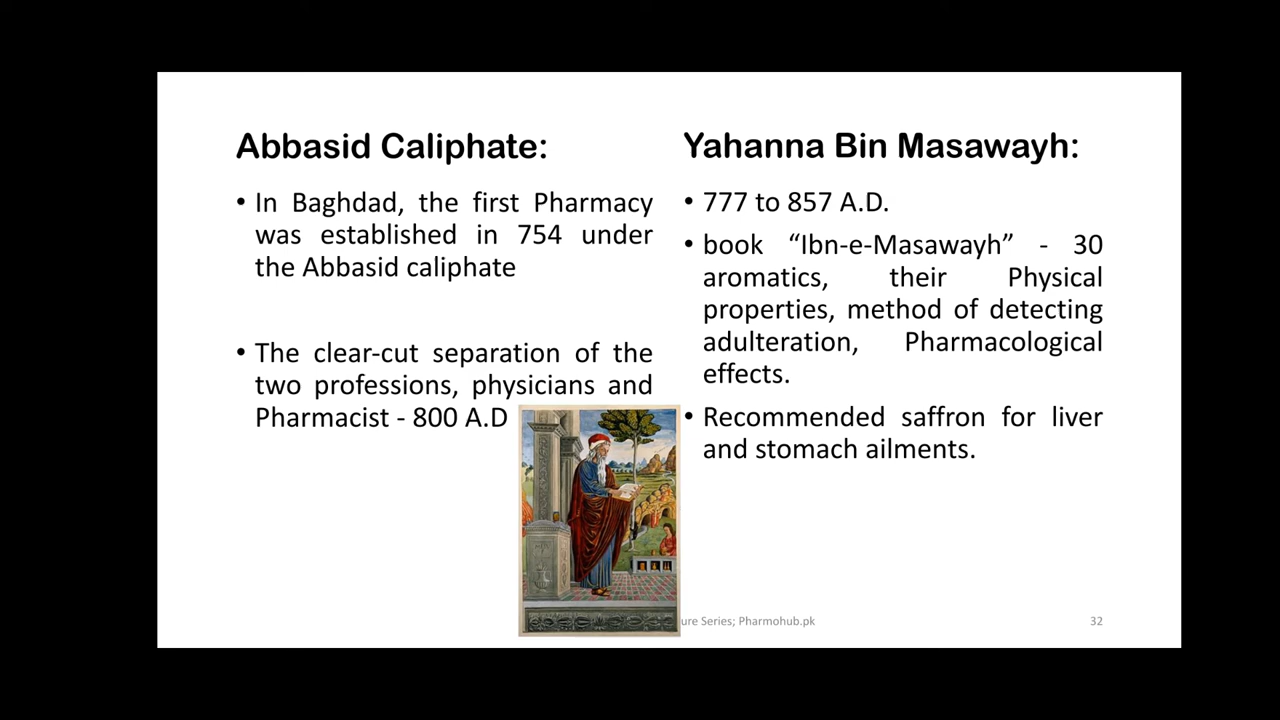 Abbasid Caliphate:
• In Baghdad, the first Pharmacy
was established in 754 under
the Abbasid caliphate
• The clear-cut separation of the
two professions, physicians and
Pharmacist - 800 A.D
Yahanna Bin Masawayh:
• 777 to 857 A.D.
• book “Ibn-e-Masawayh” - 30
aromatics, their Physical
properties, method of detecting
adulteration, Pharmacological
effects.
• Recommended saffron for liver
and stomach ailments.
ure Series; Pharmohub.pk
32